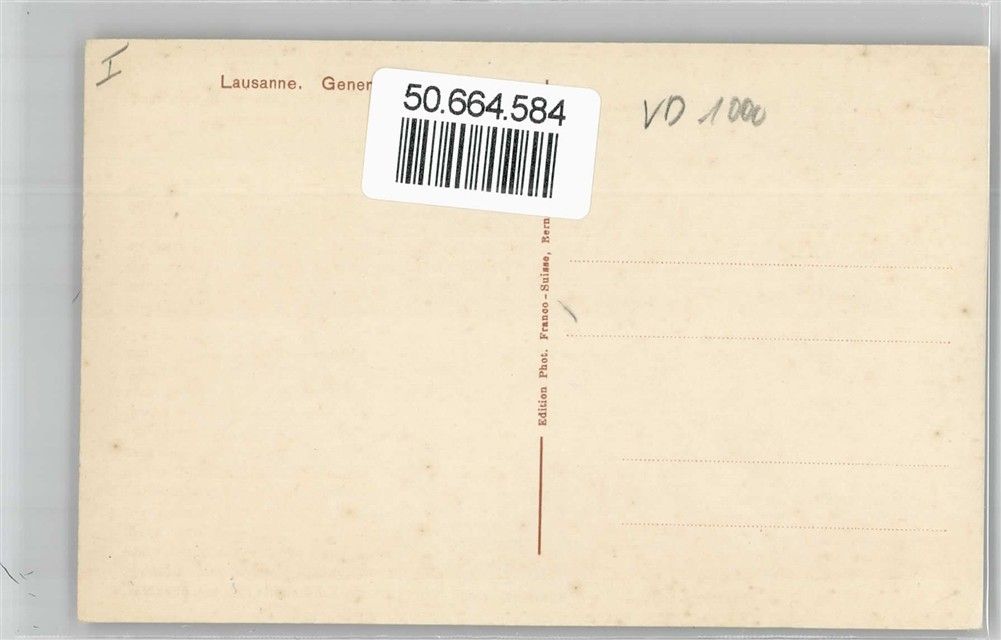 I
Lausanne. Gener
50.664.584
VD 1000
Edition Phot. Franco-Suisse, Bern